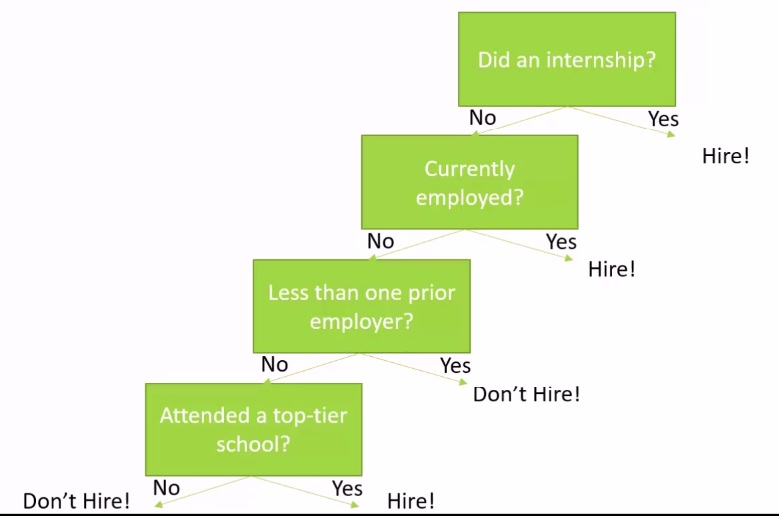 Did an internship?
No
Yes
Hire!
Currently
employed?
No
Yes
Hire!
Less than one prior
employer?
No
Yes
Don't Hire!
Attended a top-tier
school?
No
Yes
Don't Hire!
Hire!